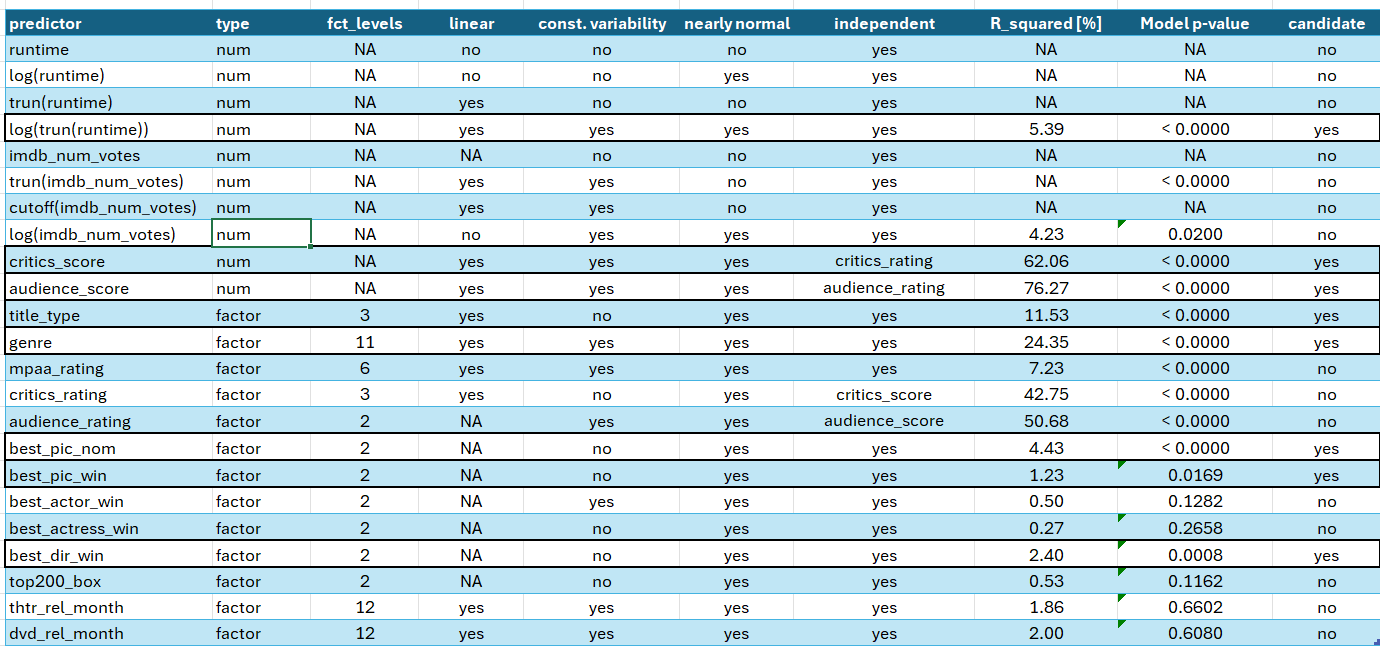 predictor type fct_levels linear const. variability nearly normal independent R_squared [%] Model p-value candidate
runtime num NA no no no yes NA NA no
log(runtime) num NA no no yes yes NA NA no
trun(runtime) num NA yes no no yes NA NA no
log(trun(runtime)) num NA yes yes yes yes 5.39 < 0.0000 yes
imdb_num_votes num NA NA no no yes NA NA no
trun(imdb_num_votes) num NA yes yes no yes NA < 0.0000 no
cutoff(imdb_num_votes) num NA yes yes no yes NA NA no
log(imdb_num_votes) num NA no yes yes yes 4.23 0.0200 no
critics_score num NA yes yes yes critics_rating 62.06 < 0.0000 yes
audience_score num NA yes yes yes audience_rating 76.27 < 0.0000 yes
title_type factor 3 yes no yes yes 11.53 < 0.0000 yes
genre factor 11 yes yes yes yes 24.35 < 0.0000 yes
mpaa_rating factor 6 yes yes yes yes 7.23 < 0.0000 no
critics_rating factor 3 yes no yes critics_score 42.75 < 0.0000 no
audience_rating factor 2 NA yes yes audience_score 50.68 < 0.0000 no
best_pic_nom factor 2 NA no yes yes 4.43 < 0.0000 yes
best_pic_win factor 2 NA no yes yes 1.23 0.0169 yes
best_actor_win factor 2 NA yes yes yes 0.50 0.1282 no
best_actress_win factor 2 NA no yes yes 0.27 0.2658 no
best_dir_win factor 2 NA no yes yes 2.40 0.0008 yes
top200_box factor 2 NA no yes yes 0.53 0.1162 no
thtr_rel_month factor 12 yes yes yes yes 1.86 0.6602 no
dvd_rel_month factor 12 yes yes yes yes 2.00 0.6080 no